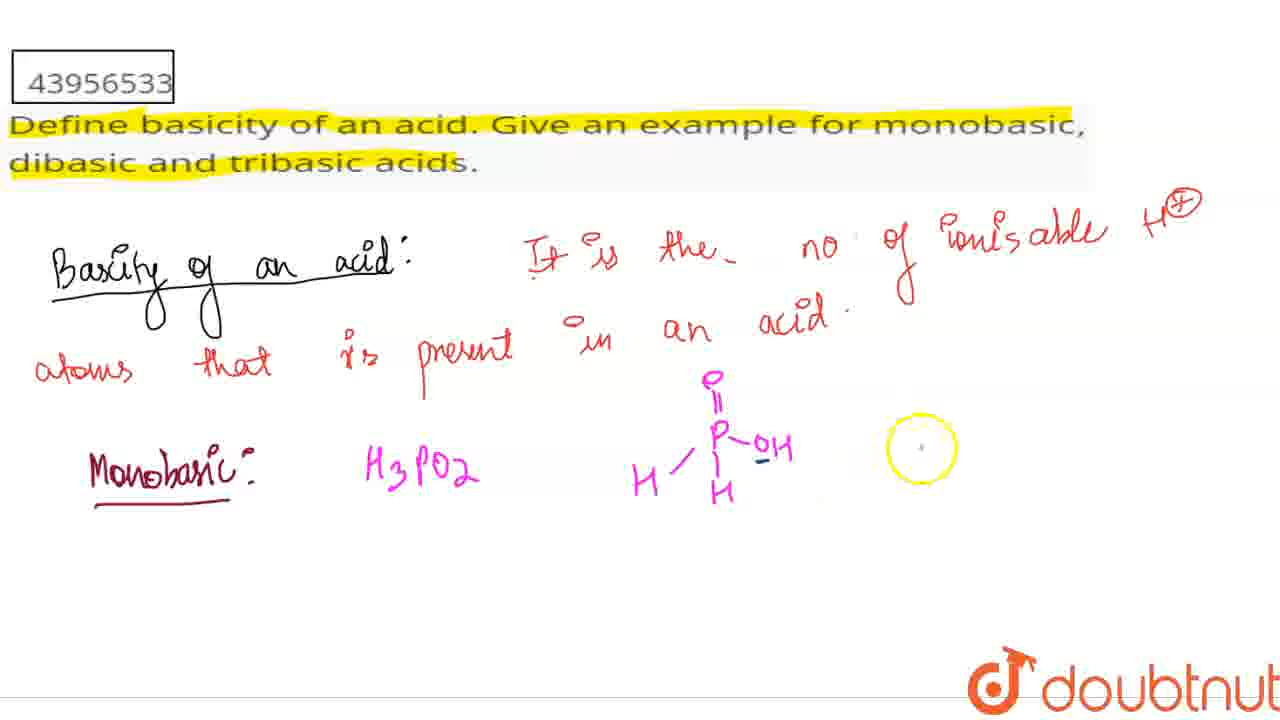 43956533
Define basicity of an acid. Give an example for monobasic,
dibasic and tribasic acids.
Bascity of an acid: It is the no. of ionisable H⊕
atoms that is present in an acid.
Monobasic: H3PO2
O
P OH
H
H
doubtnut